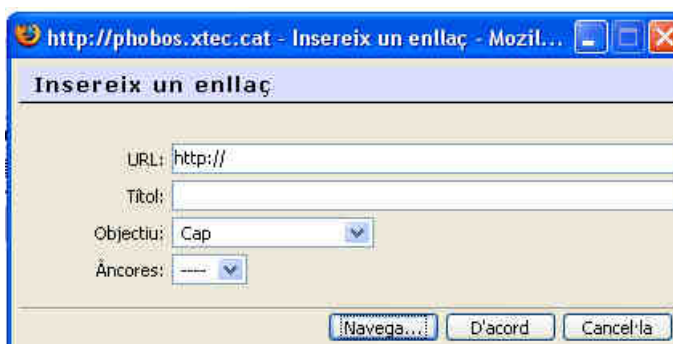 http://phobos.xtec.cat - Insereix un enllaç - Mozil...
Insereix un enllaç
URL: http://
Títol:
Objectiu: Cap
Àncores: ----
Navega... D'acord Cancel·la